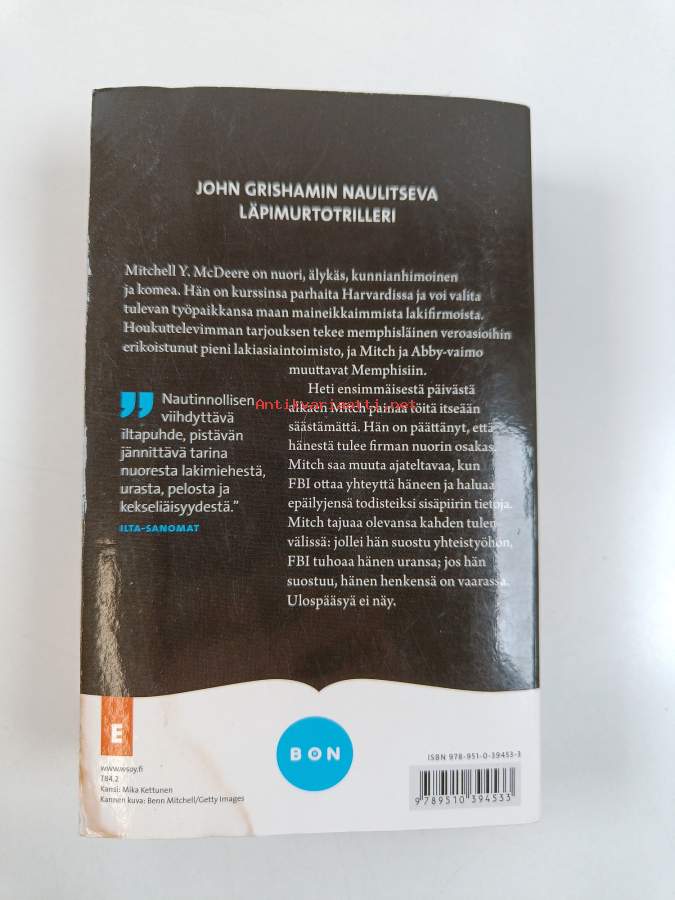 JOHN GRISHAMIN NAULITSEVA
LÄPIMURTOTRILLERI
Mitchell Y. McDeere on nuori, älykäs, kunnianhimoinen
ja komea. Hän on kurssinsa parhaita Harvardissa ja voi valita
tulevan työpaikkansa maan maineikkaimmista lakifirmoista.
Houkuttelevimman tarjouksen tekee memphisläinen veroasioihin
erikoistunut pieni lakiasiaintoimisto, ja Mitch ja Abby-vaimo
muuttavat Memphisiin.
Heti ensimmäisestä päivästä
alkaen Mitch painaa töitä itseään
säästämättä. Hän on päättänyt, että
hänestä tulee firman nuorin osakas.
Mitch saa muuta ajateltavaa, kun
FBI ottaa yhteyttä häneen ja haluaa
epäilyjensä todisteiksi sisäpiirin tietoja.
Mitch tajuaa olevansa kahden tulen
välissä: jollei hän suostu yhteistyöhön,
FBI tuhoaa hänen uransa; jos hän
suostuu, hänen henkensä on vaarassa.
Ulospääsyä ei näy.
Antikvariaatti.net
” Nautinnollisen
viihdyttävä
iltapuhde, pistävän
jännittävä tarina
nuoresta lakimiehestä,
urasta, pelosta ja
kekseliäisyydestä.”
ILTA-SANOMAT
E
BON
www.wsoy.fi
T84.2
Kansi: Mika Kettunen
Kannen kuva: Benn Mitchell/Getty Images
ISBN 978-951-0-39453-3
9 789510 394533